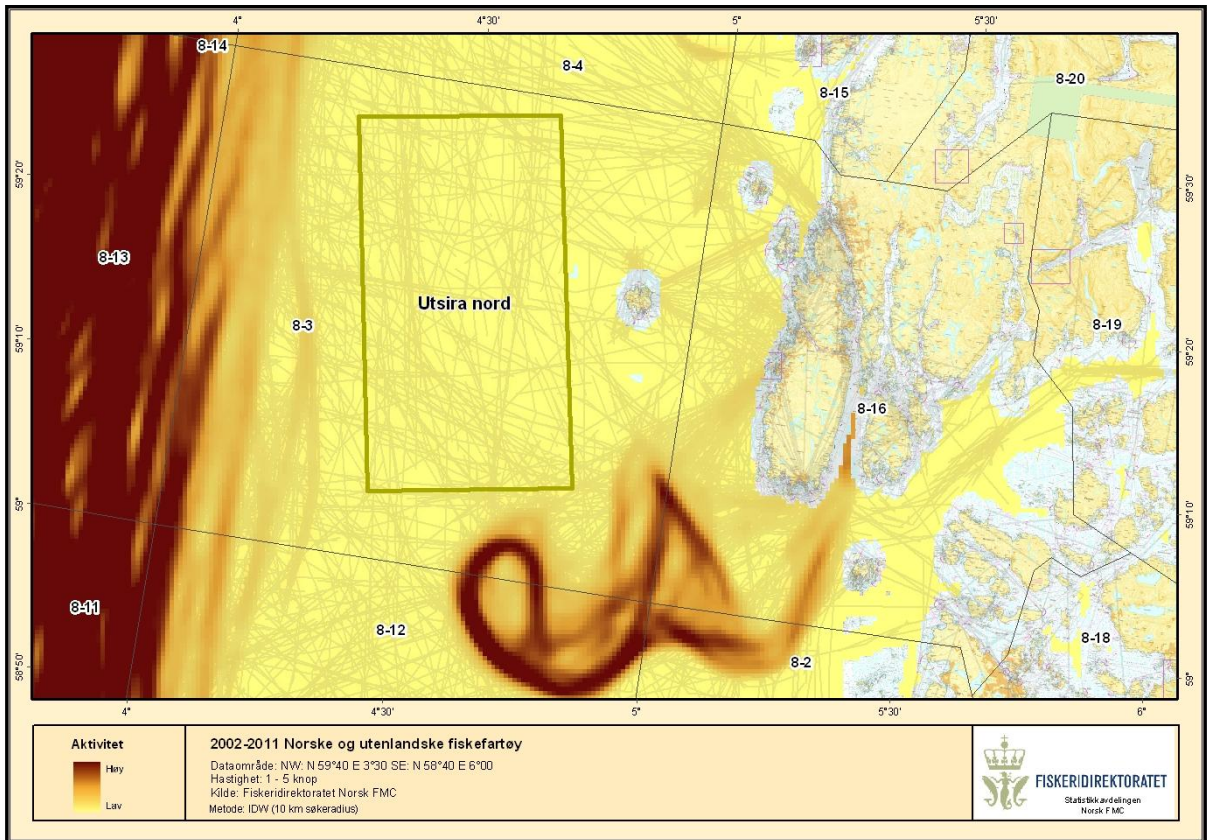 4° 4°30' 5° 5°30'
8-14
8-4
8-15
8-20
59°20'
59°30'
8-13
Utsira nord
8-3
8-19
59°10'
59°20'
8-16
59°
59°10'
8-11
8-12
8-2
8-18
58°50'
59°
4° 4°30' 5° 5°30' 6°
Aktivitet
Høy
Lav
2002-2011 Norske og utenlandske fiskefartøy
Dataområde: NW: N 59°40 E 3°30 SE: N 58°40 E 6°00
Hastighet: 1 - 5 knop
Kilde: Fiskeridirektoratet Norsk FMC
Metode: IDW (10 km søkeradius)
FISKERIDIREKTORATET
Statistikkavdelingen
Norsk FMC